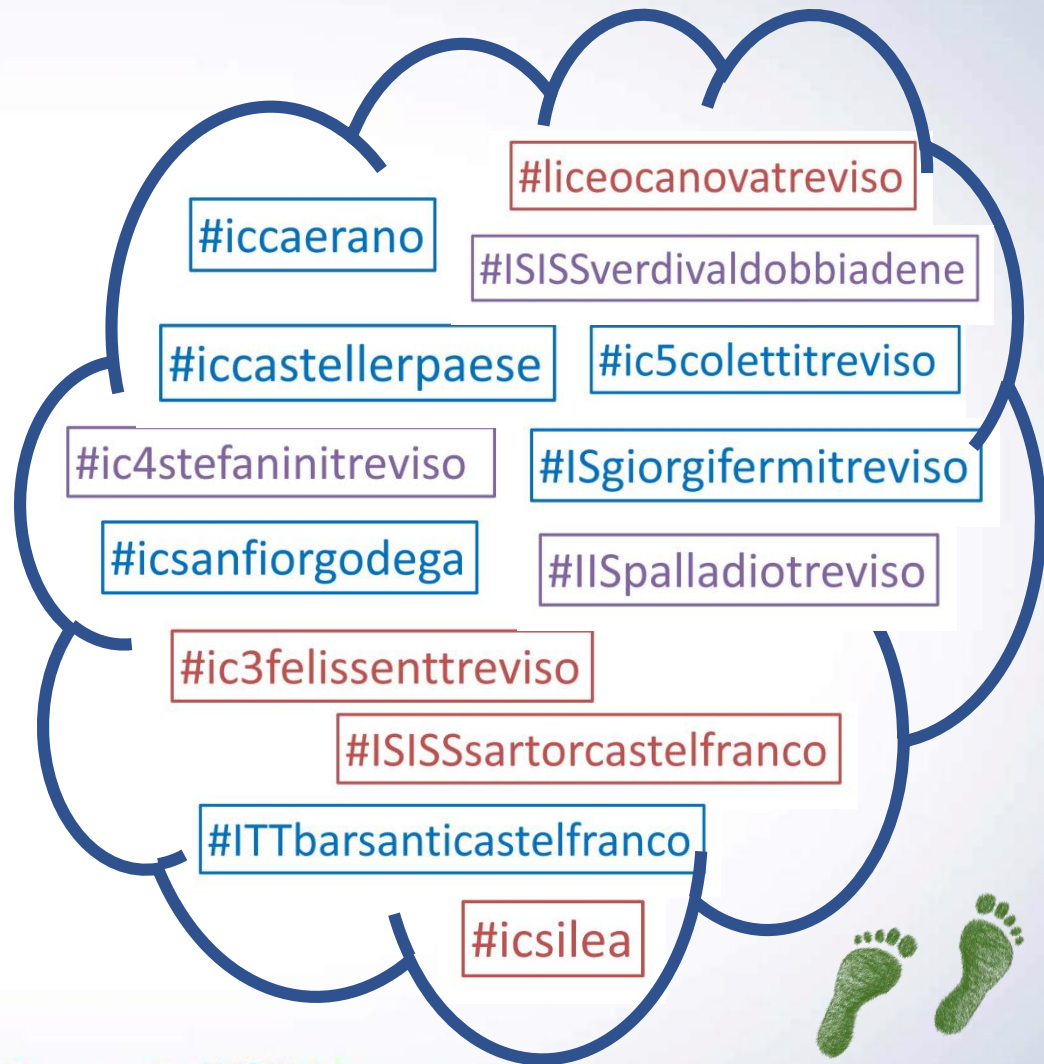 #liceocanovatreviso
#iccaerano
#ISISSverdivaldobbiadene
#iccastellerpaese
#ic5colettitreviso
#ic4stefaninitreviso
#ISgiorgifermitreviso
#icsanfiorgodega
#IISpalladiotreviso
#ic3felissenttreviso
#ISISSsartorcastelfranco
#ITTbarsanticastelfranco
#icsilea